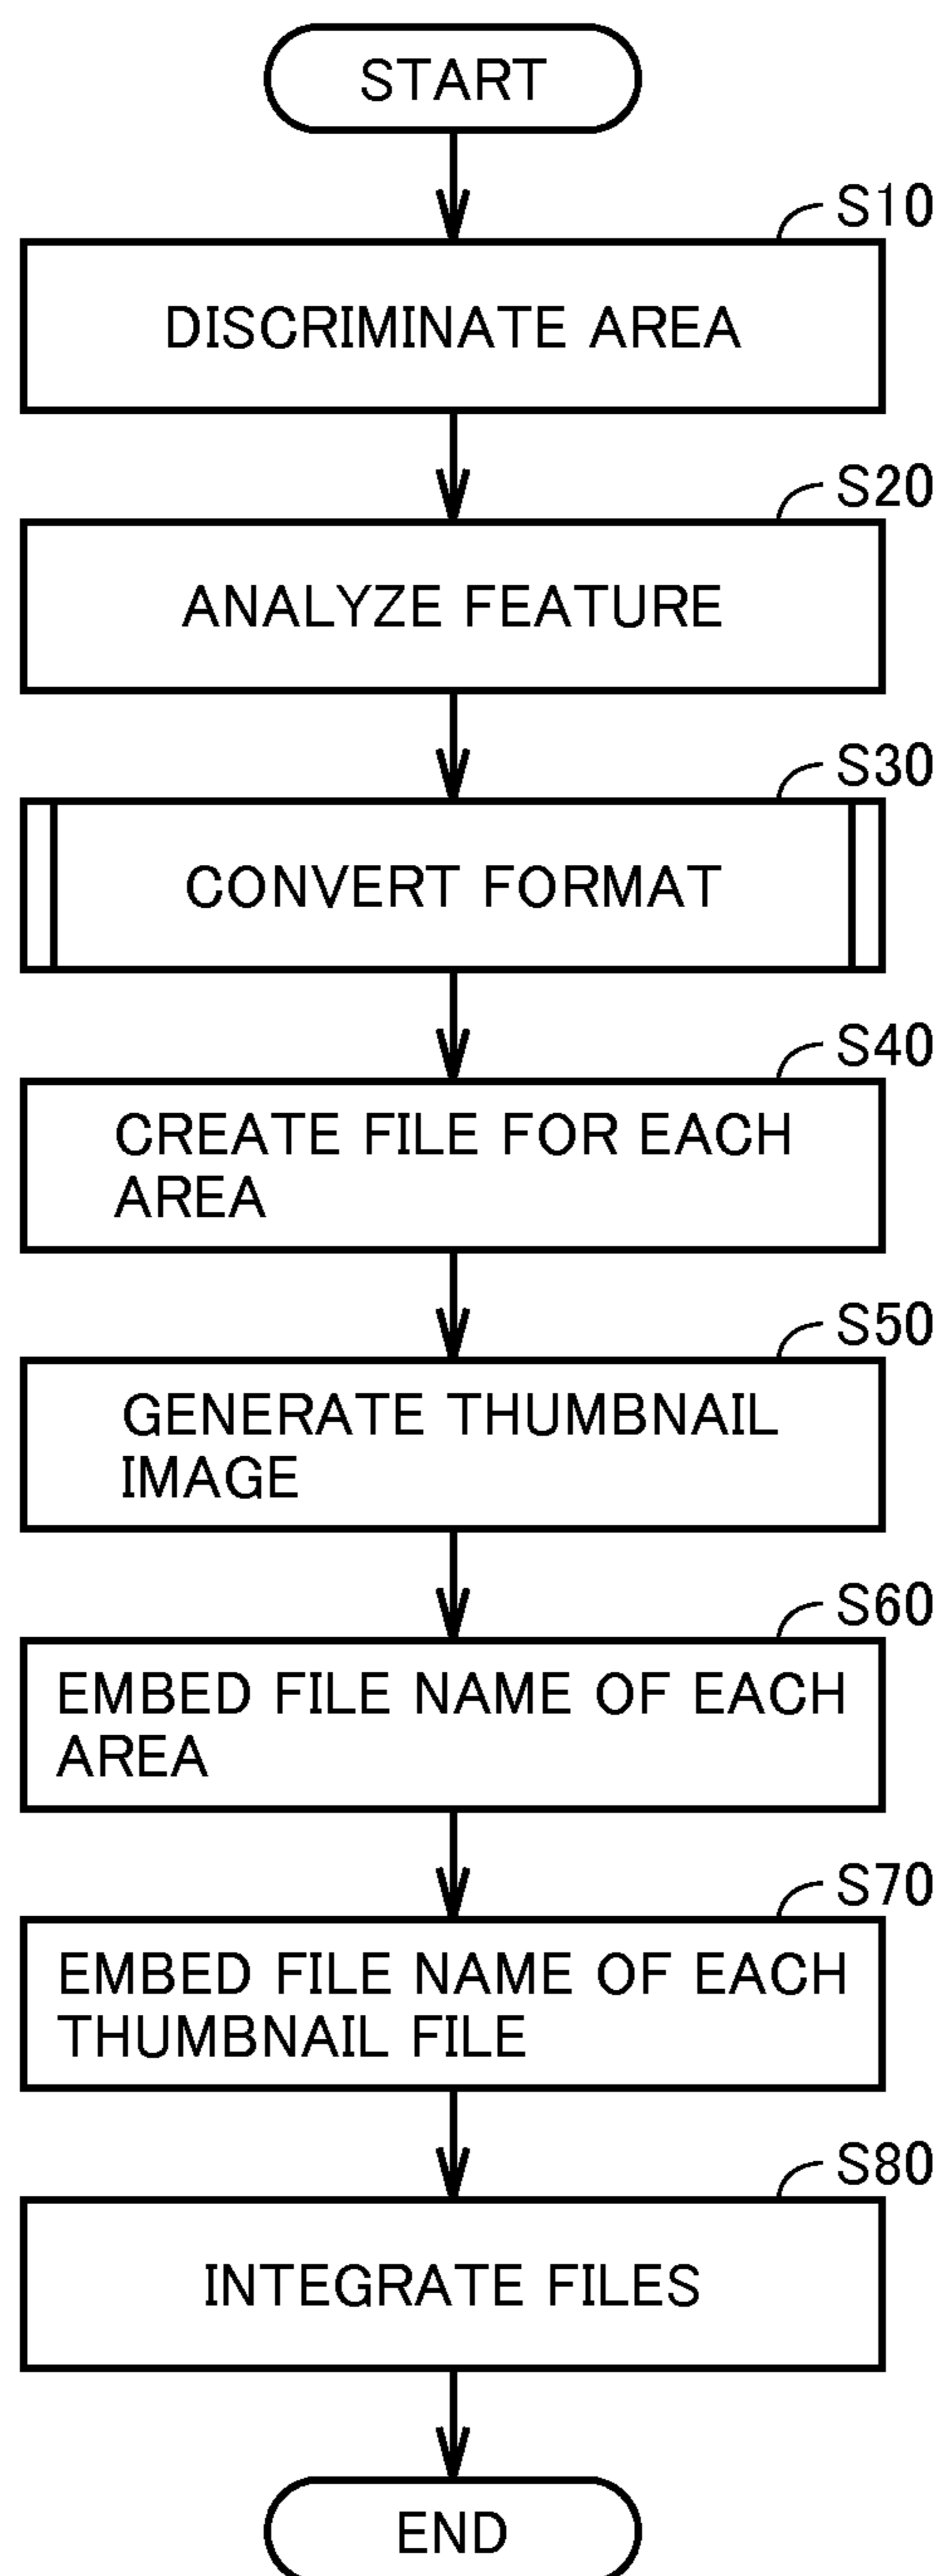 START
S10
DISCRIMINATE AREA
S20
ANALYZE FEATURE
S30
CONVERT FORMAT
S40
CREATE FILE FOR EACH
AREA
S50
GENERATE THUMBNAIL
IMAGE
S60
EMBED FILE NAME OF EACH
AREA
S70
EMBED FILE NAME OF EACH
THUMBNAIL FILE
S80
INTEGRATE FILES
END